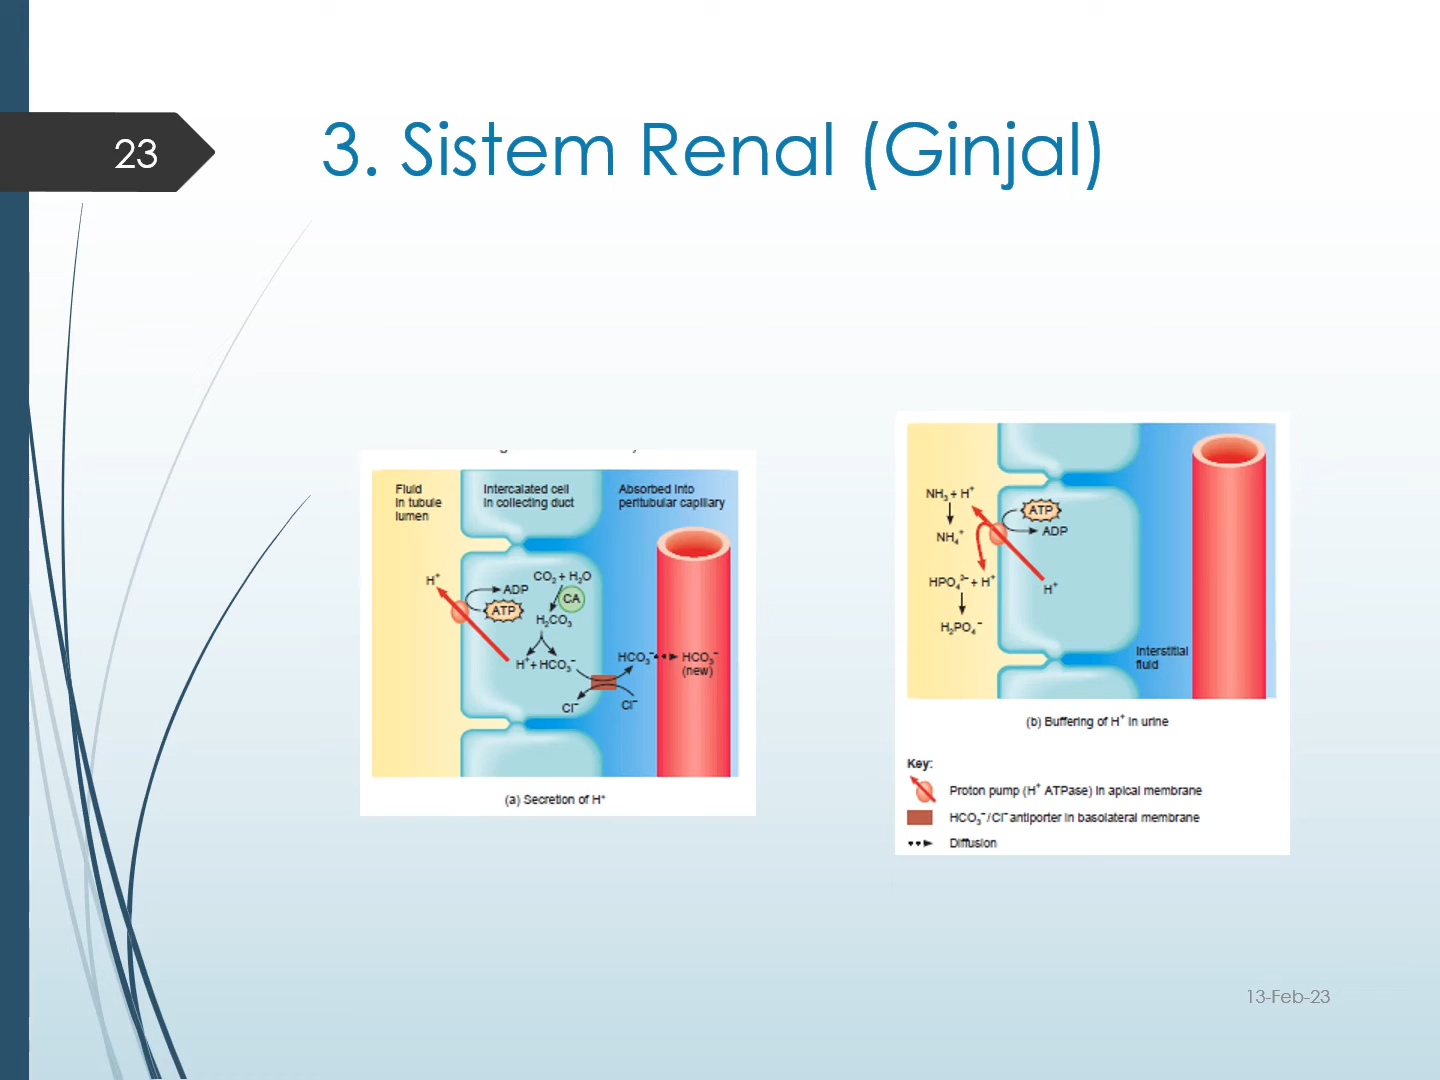 23
3. Sistem Renal (Ginjal)
Fluid
in tubule
lumen
Intercalated cell
in collecting duct
Absorbed into
peritubular capillary
H⁺
ADP
ATP
CO₂ + H₂O
CA
H₂CO₃
H⁺ + HCO₃⁻
HCO₃⁻
HCO₃⁻
(new)
Cl⁻
Cl⁻
(a) Secretion of H⁺
NH₃ + H⁺
ATP
ADP
NH₄⁺
HPO₄²⁻ + H⁺
H⁺
H₂PO₄⁻
Interstitial
fluid
(b) Buffering of H⁺ in urine
Key:
Proton pump (H⁺ ATPase) in apical membrane
HCO₃⁻/Cl⁻ antiporter in basolateral membrane
Diffusion
13-Feb-23